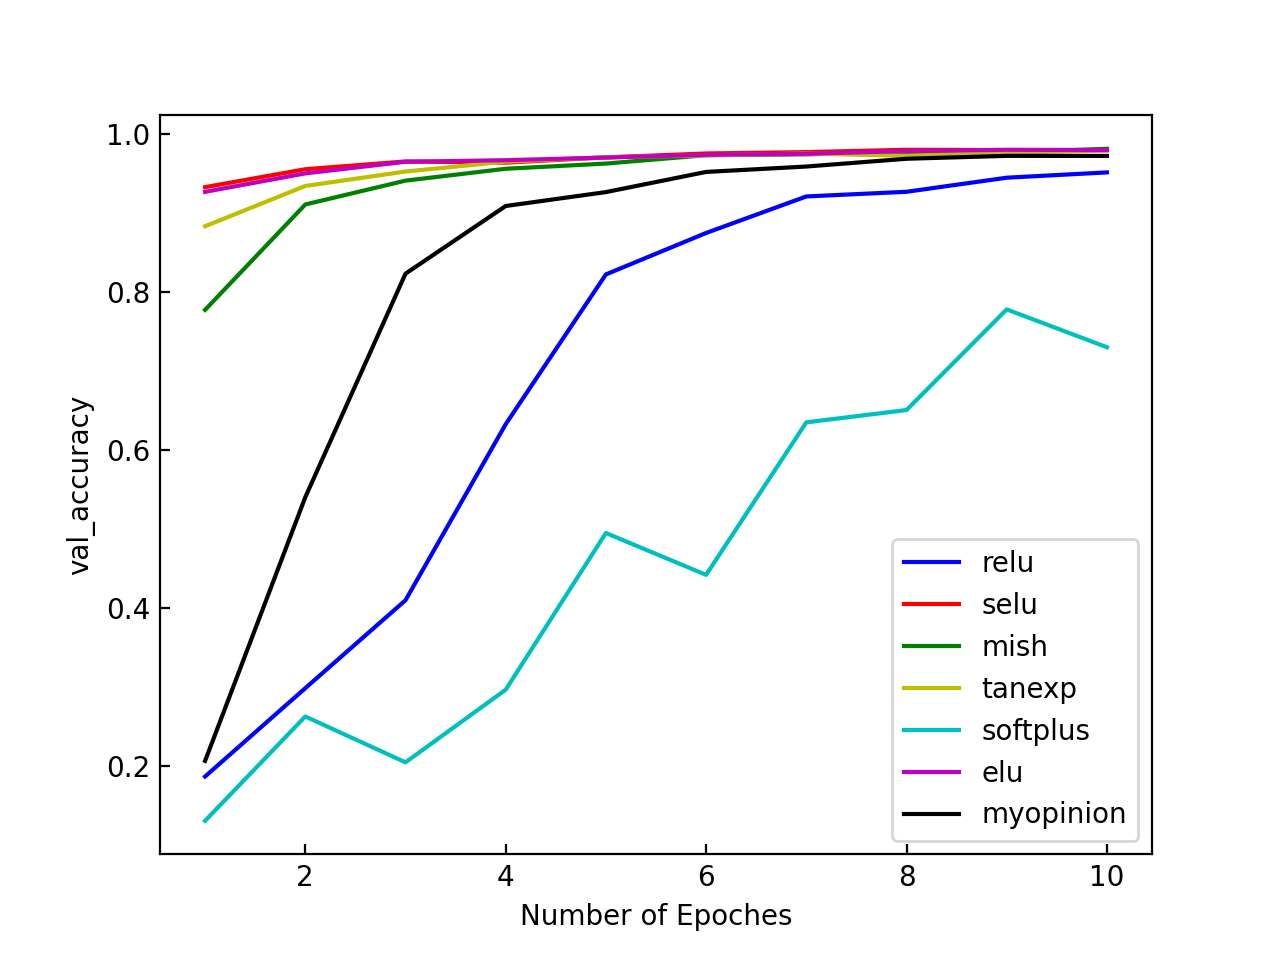 1.0
0.8
0.6
0.4
0.2
val_accuracy
2 4 6 8 10
Number of Epoches
relu
selu
mish
tanexp
softplus
elu
myopinion